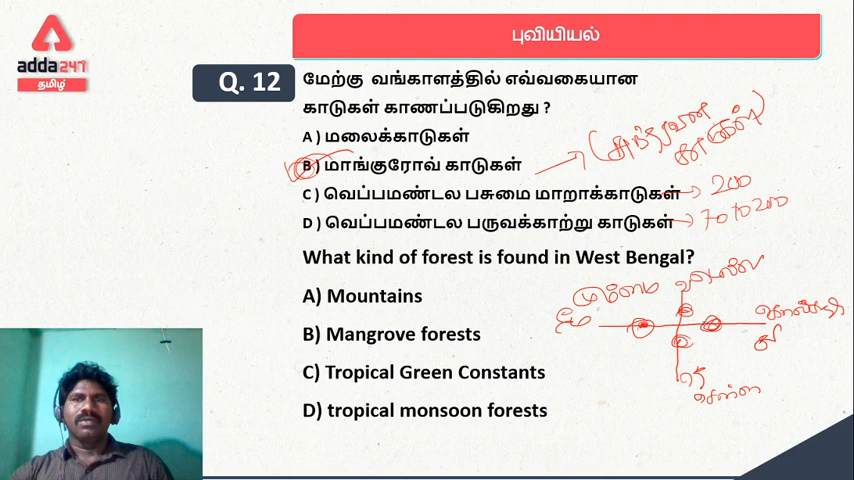 புவியியல்
adda247
தமிழ்
Q. 12
மேற்கு வங்காளத்தில் எவ்வகையான
காடுகள் காணப்படுகிறது ?
A ) மலைக்காடுகள்
B ) மாங்குரோவ் காடுகள்
C ) வெப்பமண்டல பசுமை மாறாக்காடுகள்
200
D ) வெப்பமண்டல பருவக்காற்று காடுகள்
70 to 200
What kind of forest is found in West Bengal?
A) Mountains
B) Mangrove forests
C) Tropical Green Constants
D) tropical monsoon forests